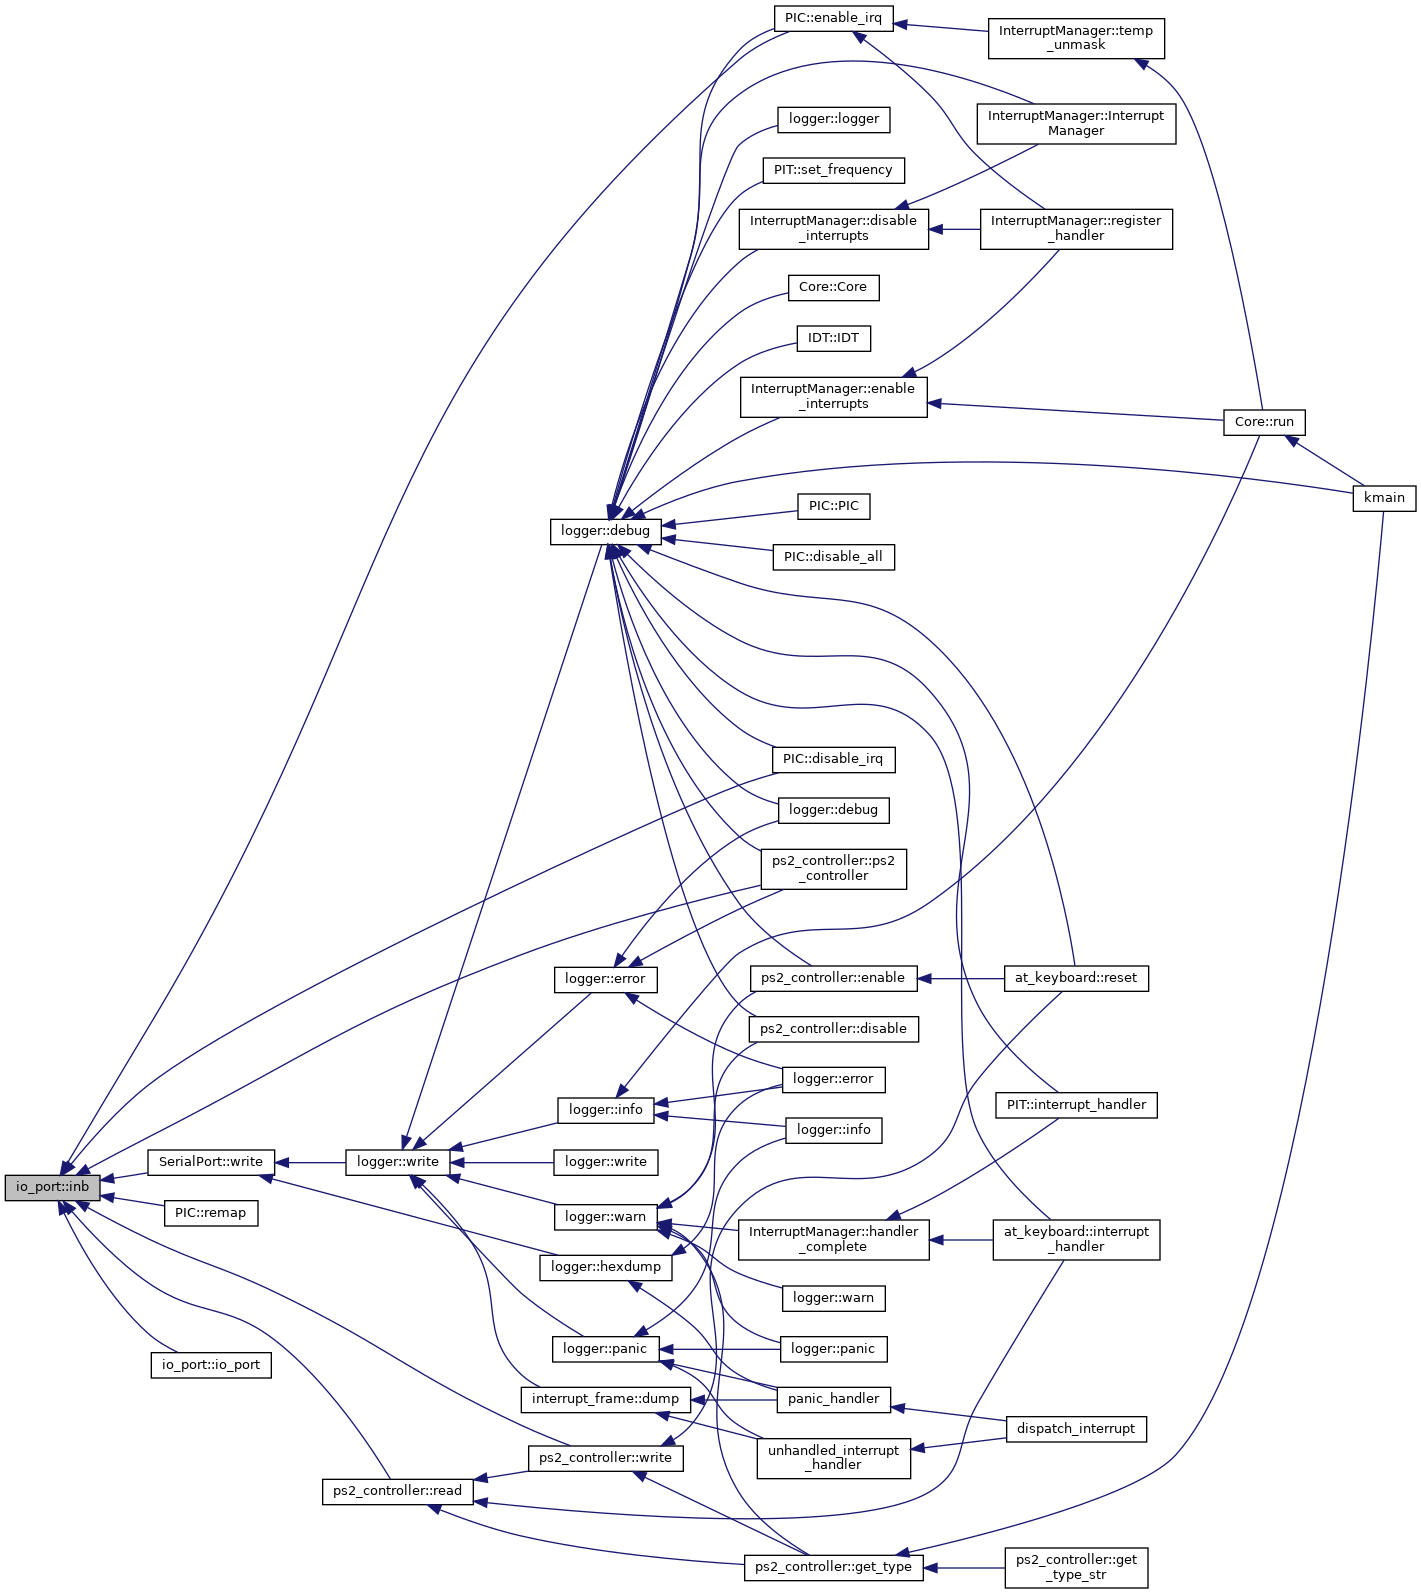 PIC::enable_irq
InterruptManager::temp
_unmask
logger::logger
InterruptManager::Interrupt
Manager
PIT::set_frequency
InterruptManager::disable
_interrupts
InterruptManager::register
_handler
Core::Core
IDT::IDT
InterruptManager::enable
_interrupts
Core::run
kmain
PIC::PIC
logger::debug
PIC::disable_all
PIC::disable_irq
logger::debug
ps2_controller::ps2
_controller
logger::error
ps2_controller::enable
at_keyboard::reset
ps2_controller::disable
logger::error
logger::info
PIT::interrupt_handler
logger::info
SerialPort::write
logger::write
logger::write
io_port::inb
PIC::remap
logger::warn
InterruptManager::handler
_complete
at_keyboard::interrupt
_handler
logger::hexdump
logger::warn
logger::panic
logger::panic
io_port::io_port
interrupt_frame::dump
panic_handler
dispatch_interrupt
unhandled_interrupt
_handler
ps2_controller::write
ps2_controller::read
ps2_controller::get_type
ps2_controller::get
_type_str